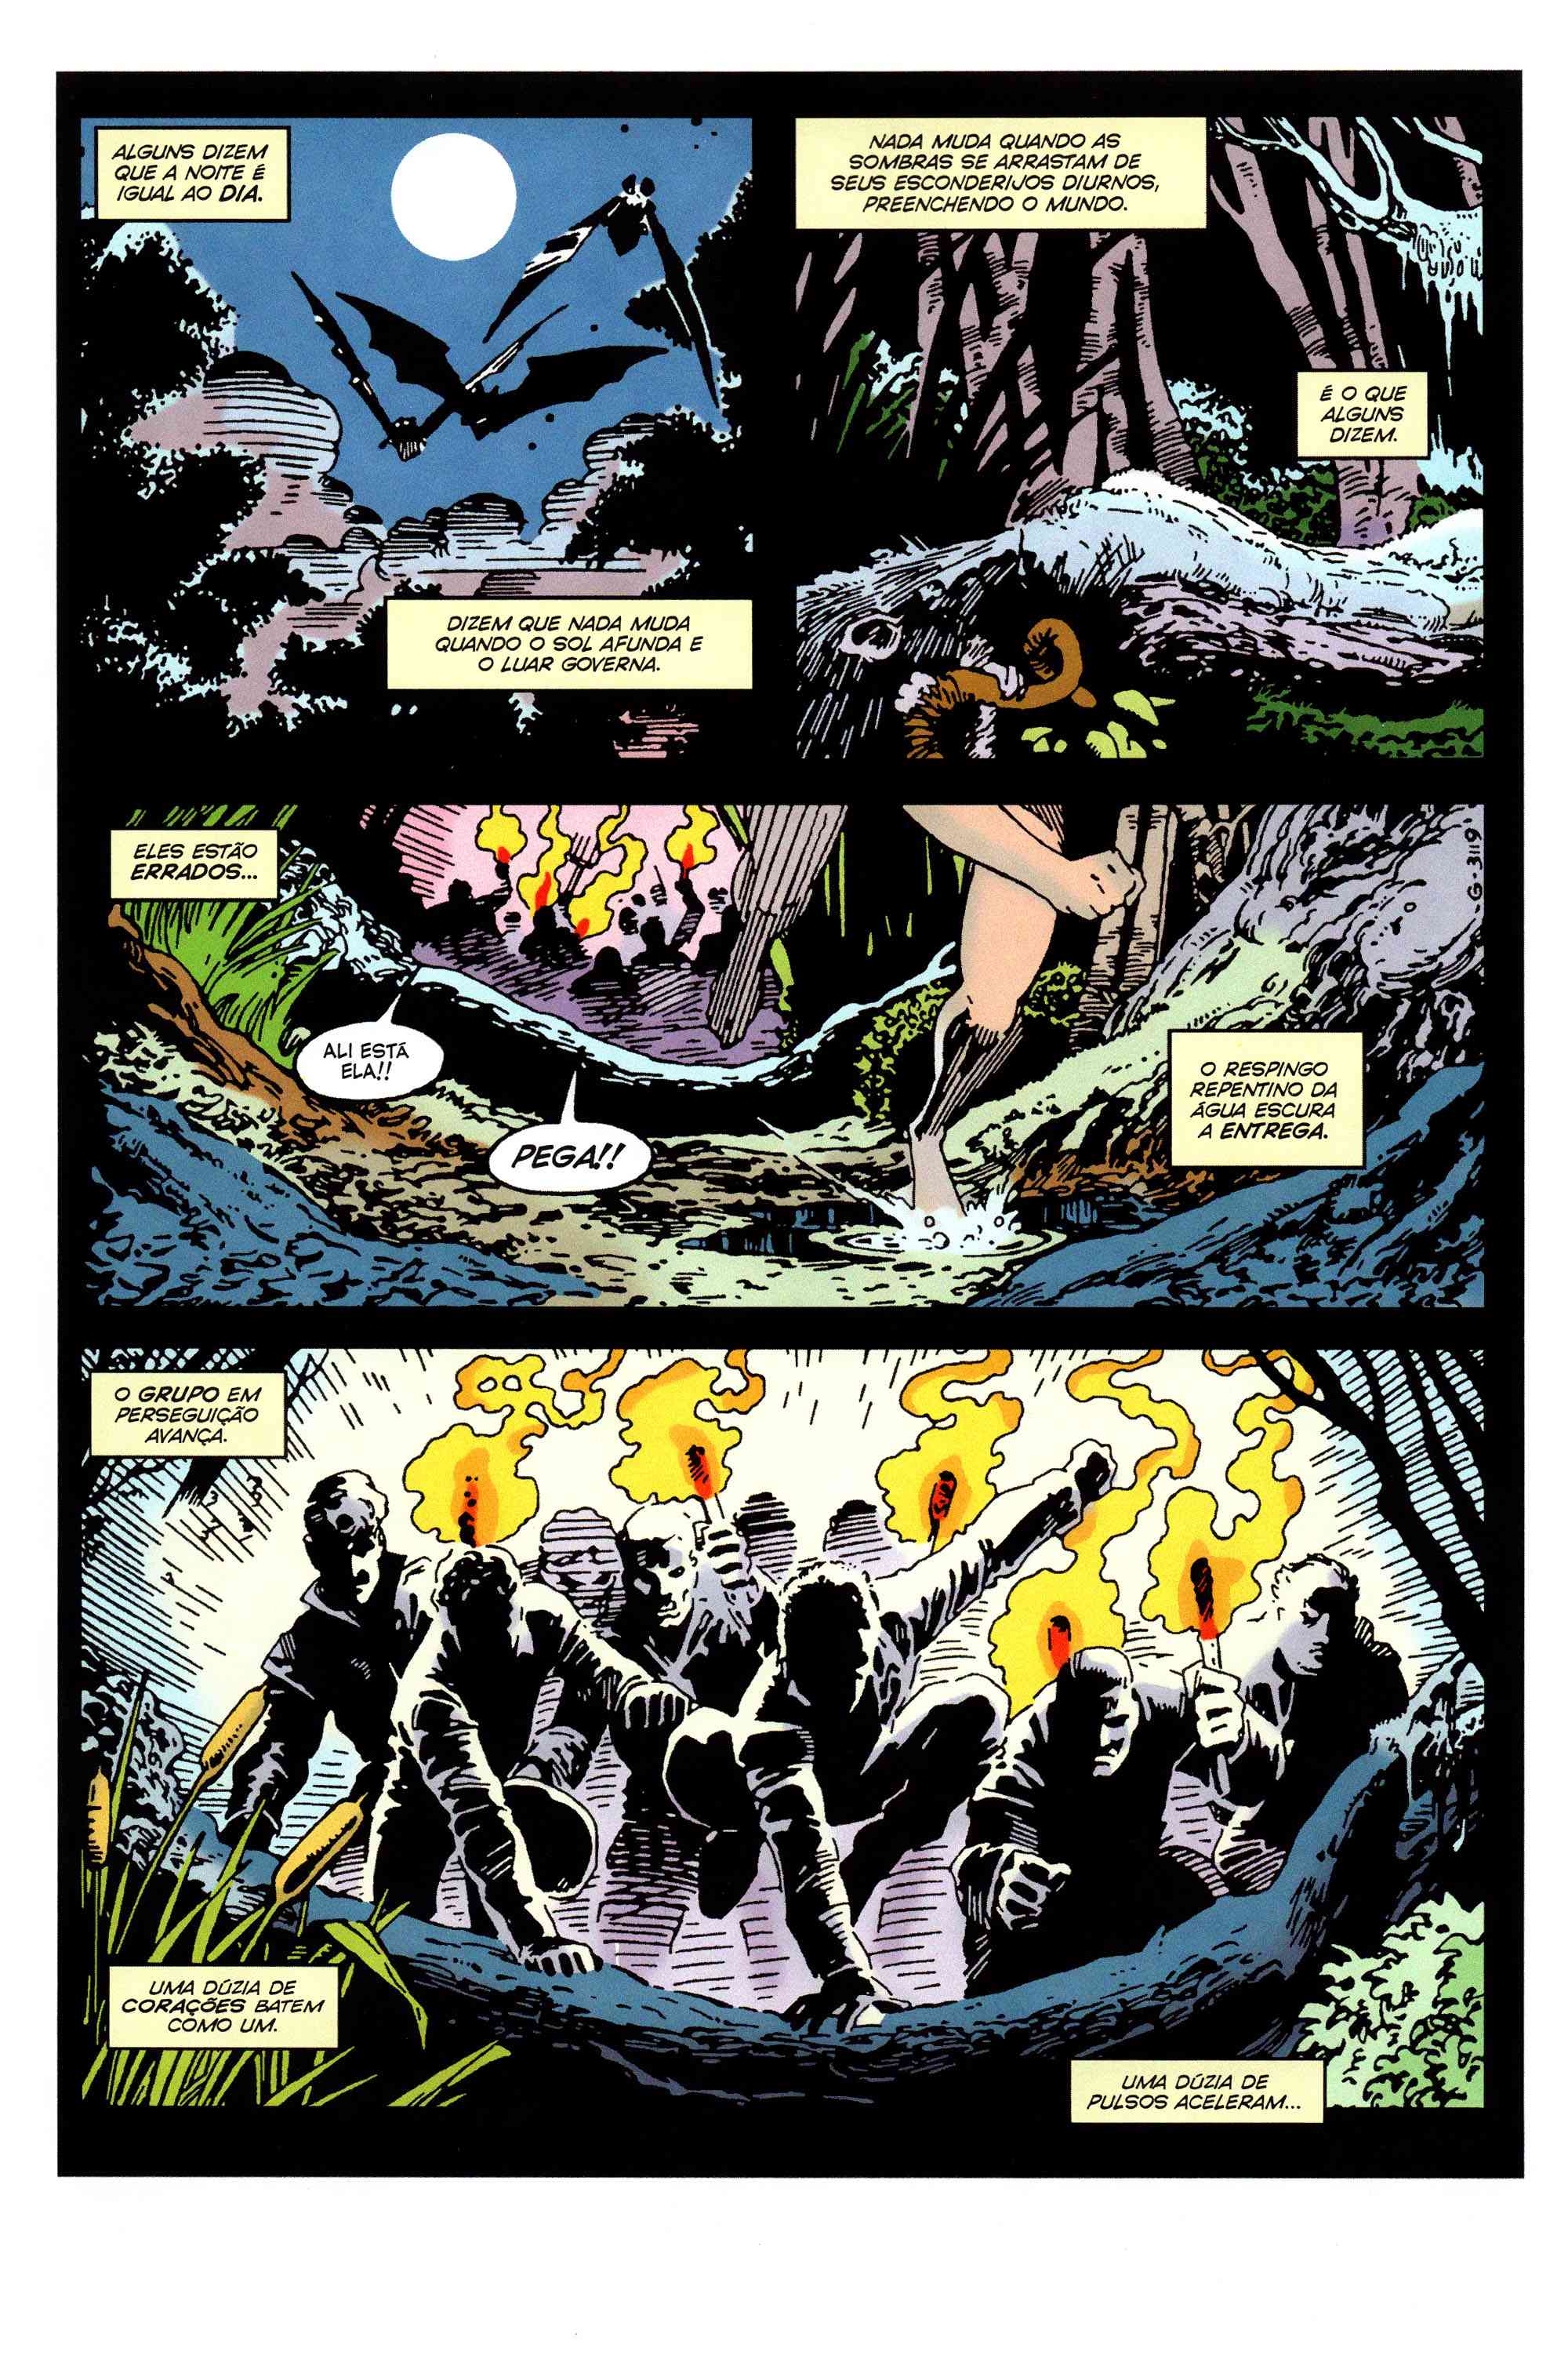 ALGUNS DIZEM
QUE A NOITE É
IGUAL AO DIA.
DIZEM QUE NADA MUDA
QUANDO O SOL AFUNDA E
O LUAR GOVERNA.
NADA MUDA QUANDO AS
SOMBRAS SE ARRASTAM DE
SEUS ESCONDERIJOS DIURNOS,
PREENCHENDO O MUNDO.
É O QUE
ALGUNS
DIZEM.
ELES ESTÃO
ERRADOS...
ALI ESTÁ
ELA!!
PEGA!!
O RESPINGO
REPENTINO DA
ÁGUA ESCURA
A ENTREGA.
G-3119
O GRUPO EM
PERSEGUIÇÃO
AVANÇA.
UMA DÚZIA DE
CORAÇÕES BATEM
COMO UM.
UMA DÚZIA DE
PULSOS ACELERAM...